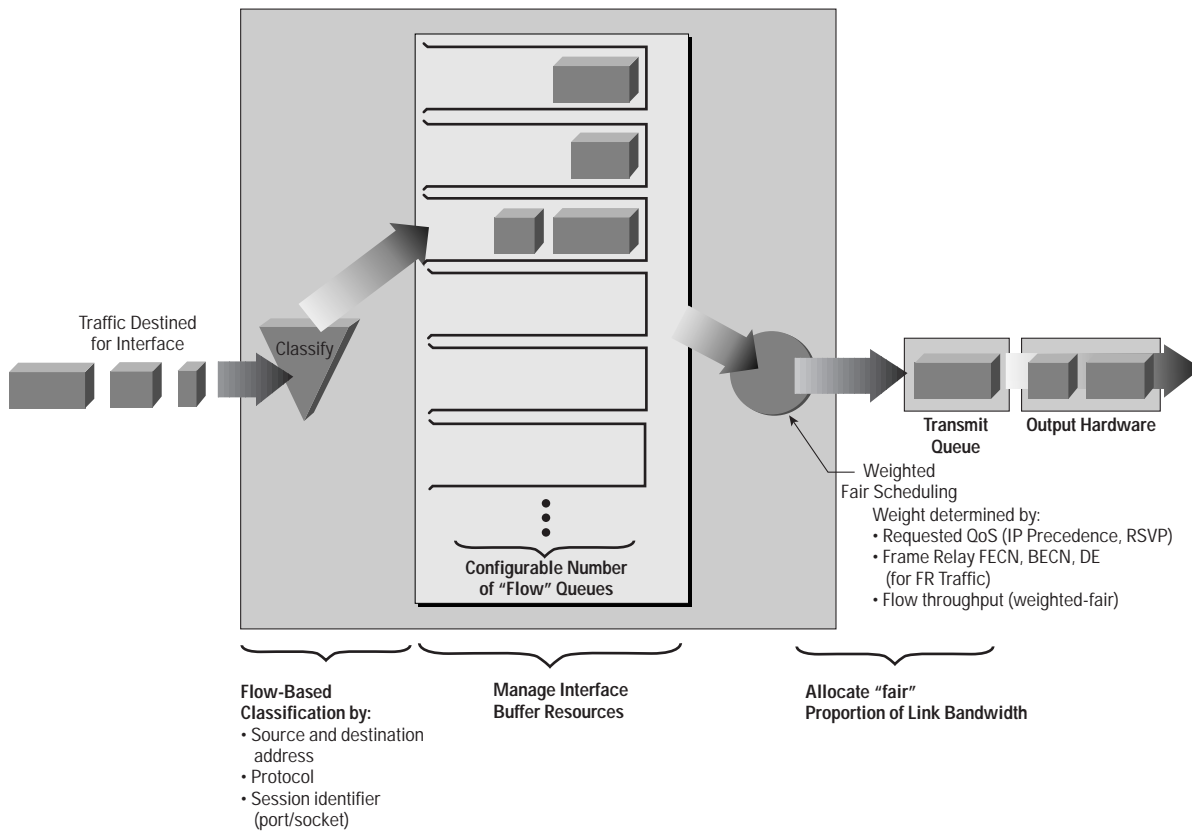 Traffic Destined
for Interface
Classify
Configurable Number
of “Flow” Queues
Transmit
Queue
Output Hardware
Weighted
Fair Scheduling
Weight determined by:
• Requested QoS (IP Precedence, RSVP)
• Frame Relay FECN, BECN, DE
(for FR Traffic)
• Flow throughput (weighted-fair)
Flow-Based
Classification by:
• Source and destination
address
• Protocol
• Session identifier
(port/socket)
Manage Interface
Buffer Resources
Allocate “fair”
Proportion of Link Bandwidth